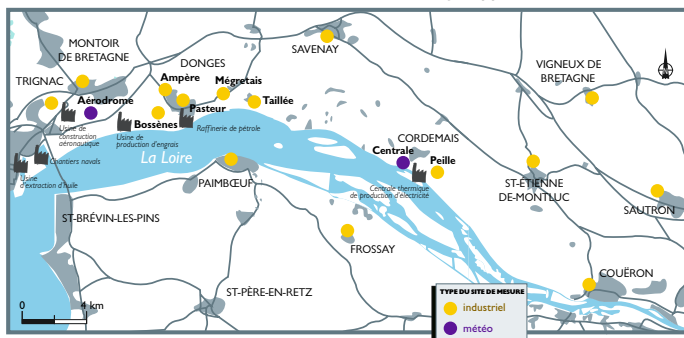 SAVENAY
MONTOIR
DE BRETAGNE
DONGES
VIGNEUX DE
BRETAGNE
TRIGNAC
Ampère
Mégretais
Aérodrome
Pasteur
Taillée
Bossènes
Usine de
construction
aéronautique
Usine de
production d'engrais
Raffinerie de pétrole
Chantiers navals
La Loire
CORDEMAIS
Centrale
Peille
Usine
d'extraction d'huile
PAIMBŒUF
Centrale thermique
de production d'électricité
ST-ETIENNE
DE-MONTLUC
SAUTRON
ST-BRÉVIN-LES-PINS
FROSSAY
COUËRON
ST-PÈRE-EN-RETZ
0
4 km
TYPE DU SITE DE MESURE
industriel
météo